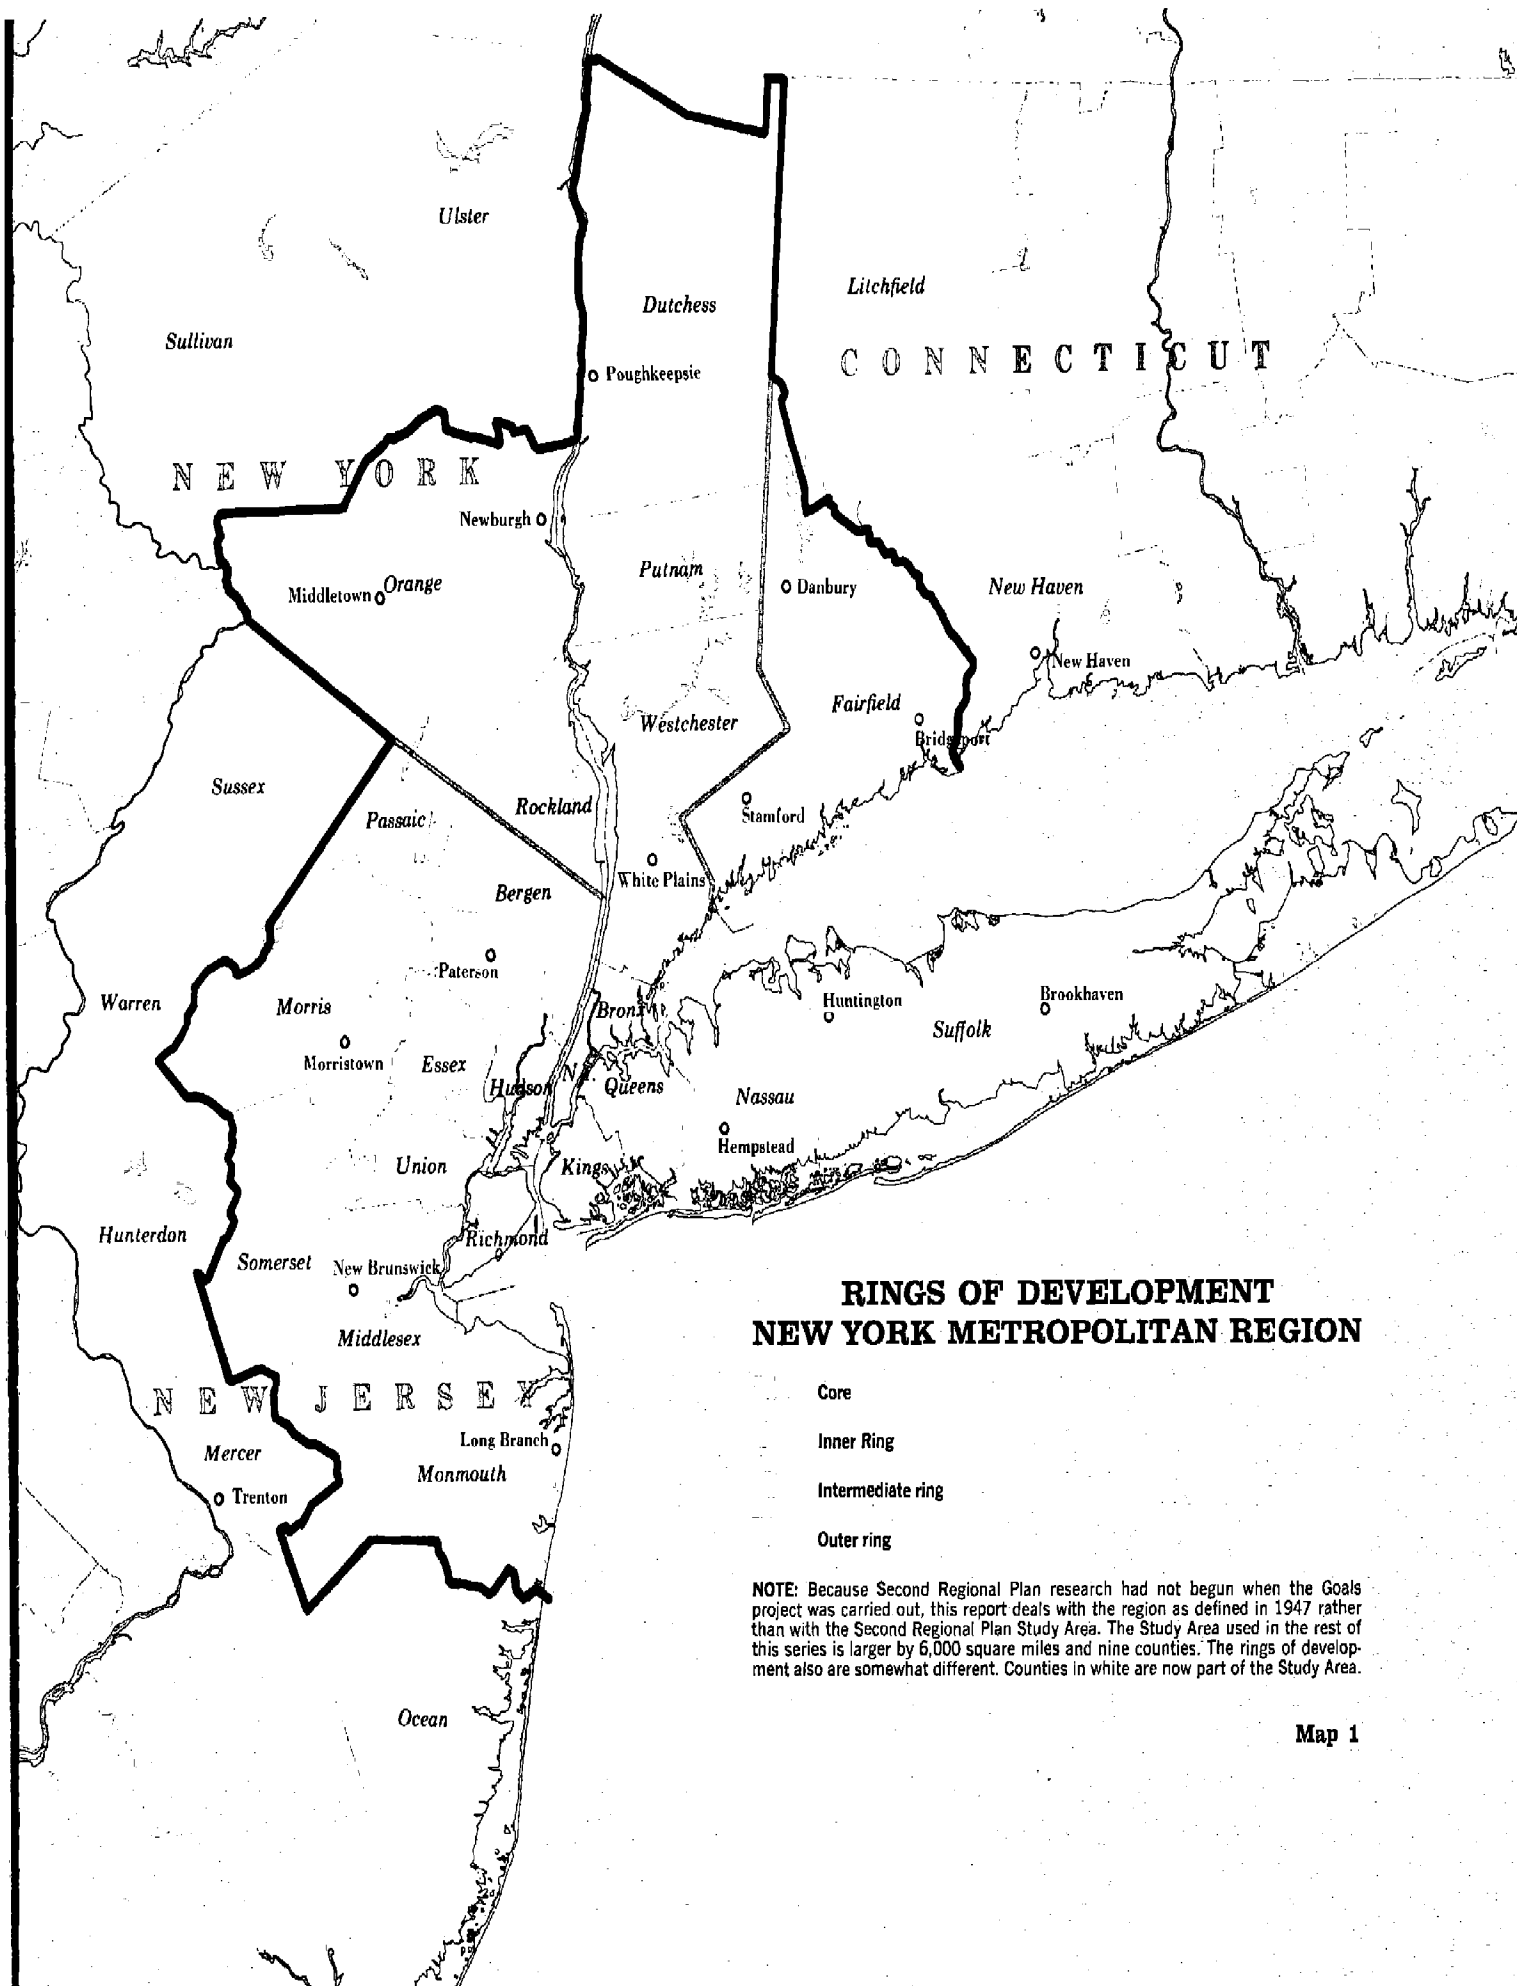 Ulster
Dutchess
Litchfield
Sullivan
CONNECTICUT
Poughkeepsie
NEW YORK
Newburgh
Putnam
Middletown
Orange
Danbury
New Haven
New Haven
Fairfield
Westchester
Bridgeport
Sussex
Passaic
Rockland
Stamford
White Plains
Bergen
Paterson
Warren
Morris
Bronx
Huntington
Brookhaven
Suffolk
Morristown
Essex
Hudson
N.Y.
Queens
Nassau
Hempstead
Union
Kings
Hunterdon
Richmond
Somerset
New Brunswick
Middlesex
NEW JERSEY
Mercer
Long Branch
Monmouth
Trenton
Ocean
RINGS OF DEVELOPMENT
NEW YORK METROPOLITAN REGION
Core
Inner Ring
Intermediate ring
Outer ring
NOTE: Because Second Regional Plan research had not begun when the Goals
project was carried out, this report deals with the region as defined in 1947 rather
than with the Second Regional Plan Study Area. The Study Area used in the rest of
this series is larger by 6,000 square miles and nine counties. The rings of develop-
ment also are somewhat different. Counties in white are now part of the Study Area.
Map 1